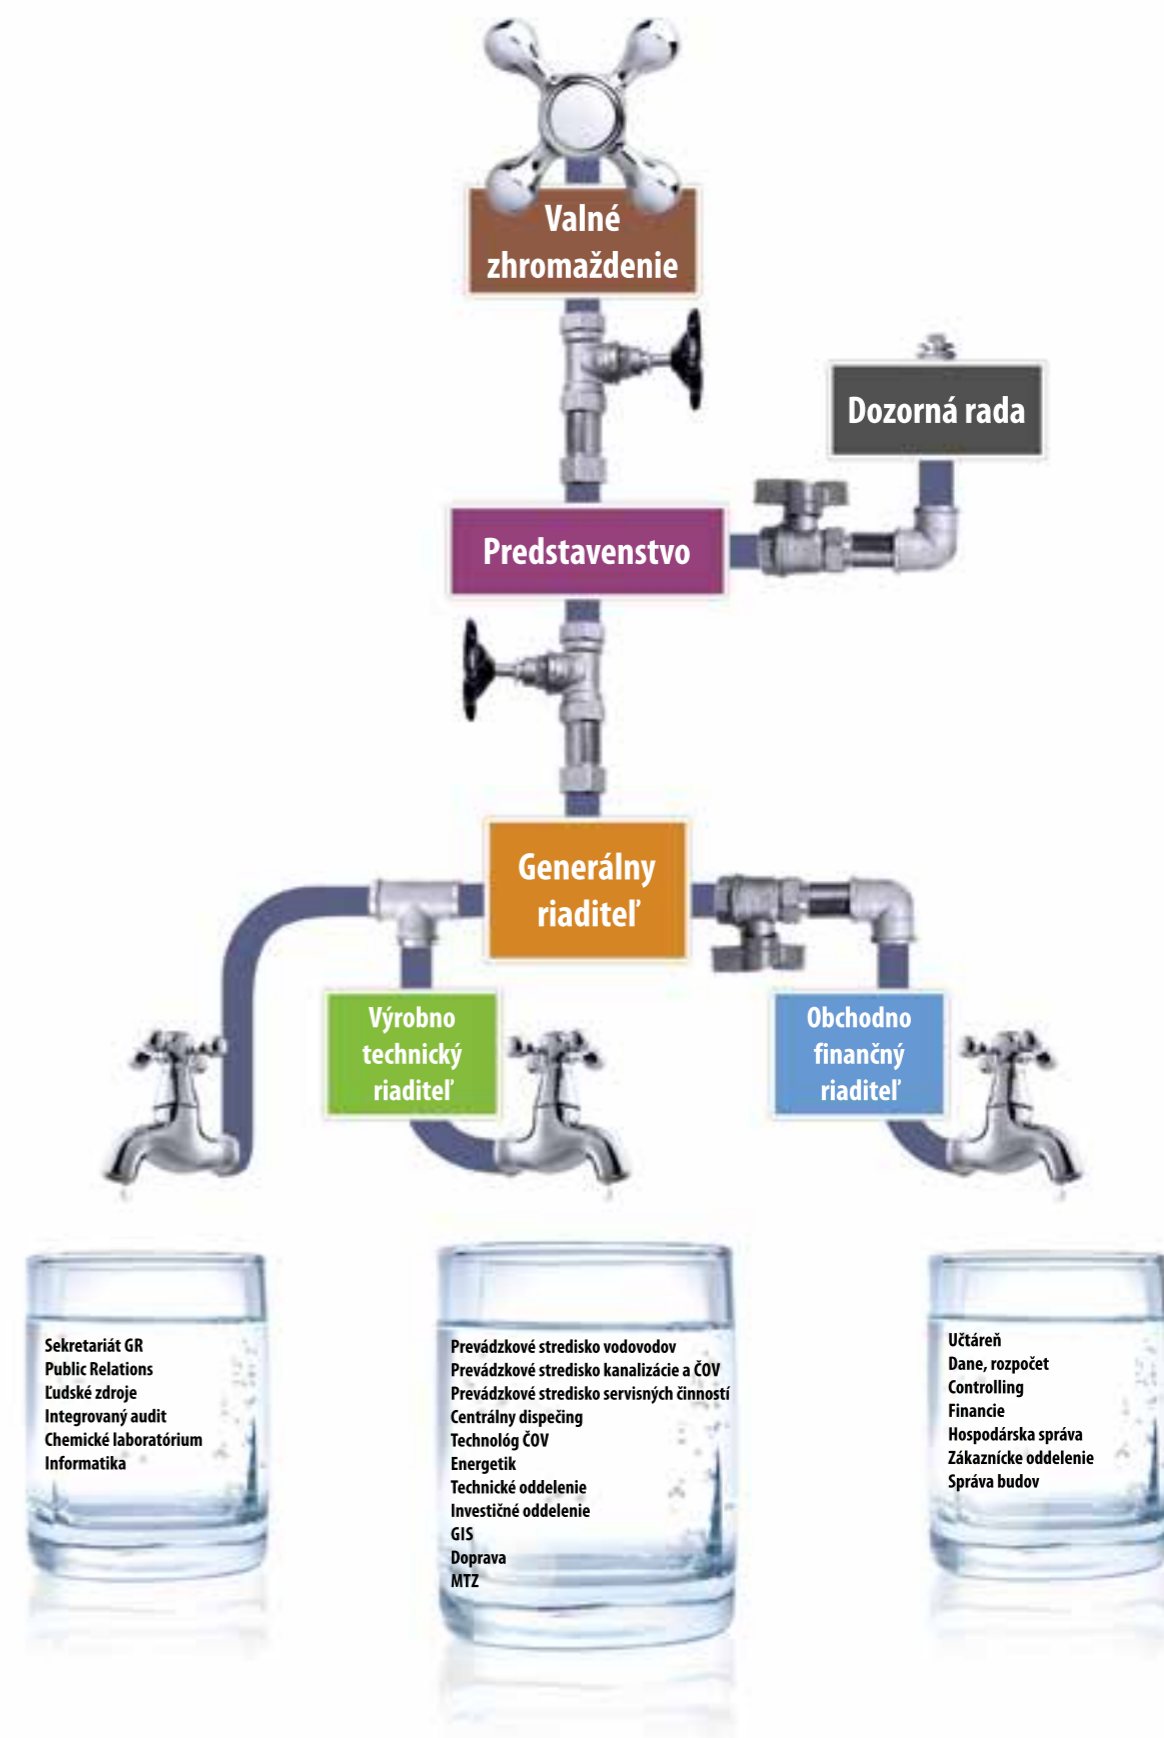 Valné
zhromaždenie
Dozorná rada
Predstavenstvo
Generálny
riaditeľ
Výrobno
technický
riaditeľ
Obchodno
finančný
riaditeľ
Sekretariát GR
Public Relations
Ľudské zdroje
Integrovaný audit
Chemické laboratórium
Informatika
Prevádzkové stredisko vodovodov
Prevádzkové stredisko kanalizácie a ČOV
Prevádzkové stredisko servisných činností
Centrálny dispečing
Technológ ČOV
Energetik
Technické oddelenie
Investičné oddelenie
GIS
Doprava
MTZ
Učtáreň
Dane, rozpočet
Controlling
Financie
Hospodárska správa
Zákaznícke oddelenie
Správa budov